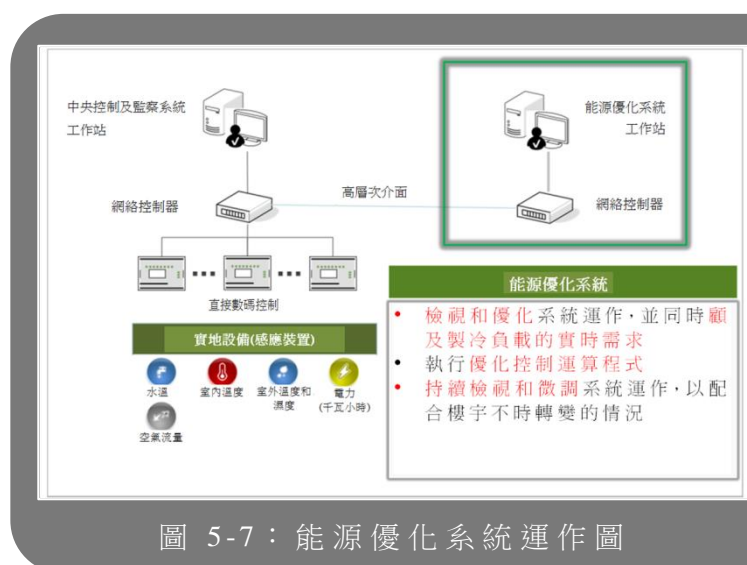 中央控制及監察系統
工作站
能源優化系統
工作站
高層次介面
網絡控制器
網絡控制器
直接數碼控制
實地設備(感應裝置)
水溫
室內溫度
室外溫度和
濕度
電力
(千瓦小時)
空氣流量
能源優化系統
• 檢視和優化系統運作，並同時顧
及製冷負載的實時需求
• 執行優化控制運算程式
• 持續檢視和微調系統運作，以配
合樓宇不時轉變的情況
圖 5-7：能源優化系統運作圖